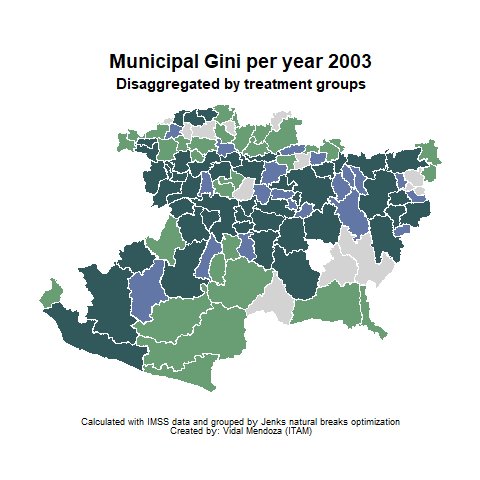 Municipal Gini per year 2003
Disaggregated by treatment groups
Calculated with IMSS data and grouped by Jenks natural breaks optimization
Created by: Vidal Mendoza (ITAM)